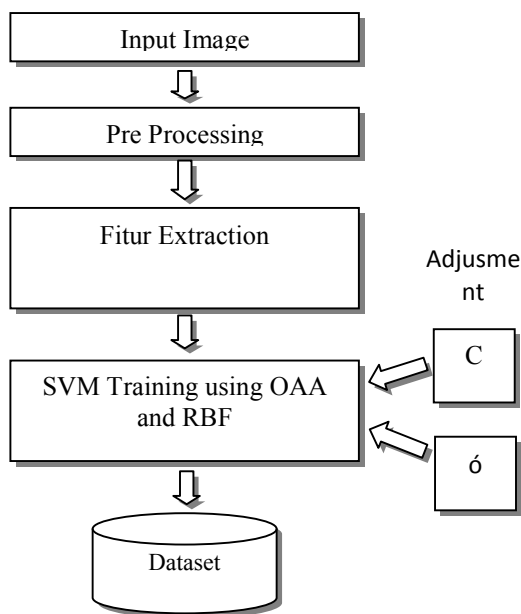 Input Image
Pre Processing
Fitur Extraction
Adjusme
nt
C
SVM Training using OAA
and RBF
ó
Dataset